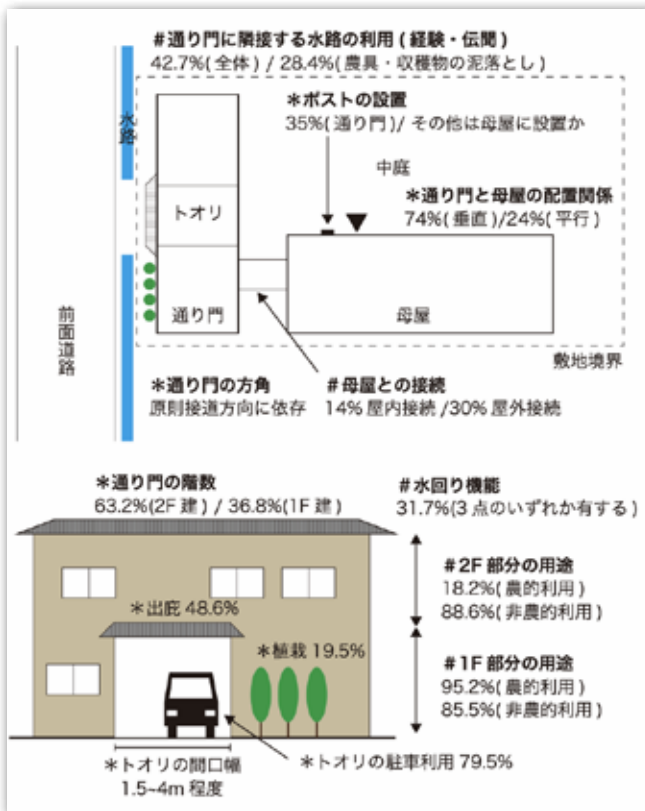 #通り門に隣接する水路の利用(経験・伝聞)
42.7%(全体) / 28.4%(農具・収穫物の泥落とし)
水路
*ポストの設置
35%(通り門)/ その他は母屋に設置か
中庭
*通り門と母屋の配置関係
74%(垂直)/24%(平行)
トオリ
通り門
母屋
前面道路
敷地境界
*通り門の方角
原則接道方向に依存
#母屋との接続
14% 屋内接続 /30% 屋外接続
*通り門の階数
63.2%(2F 建) / 36.8%(1F 建)
#水回り機能
31.7%(3 点のいずれか有する)
#2F 部分の用途
18.2%(農的利用)
88.6%(非農的利用)
*出庇 48.6%
*植栽 19.5%
#1F 部分の用途
95.2%(農的利用)
85.5%(非農的利用)
*トオリの間口幅
1.5~4m 程度
*トオリの駐車利用 79.5%